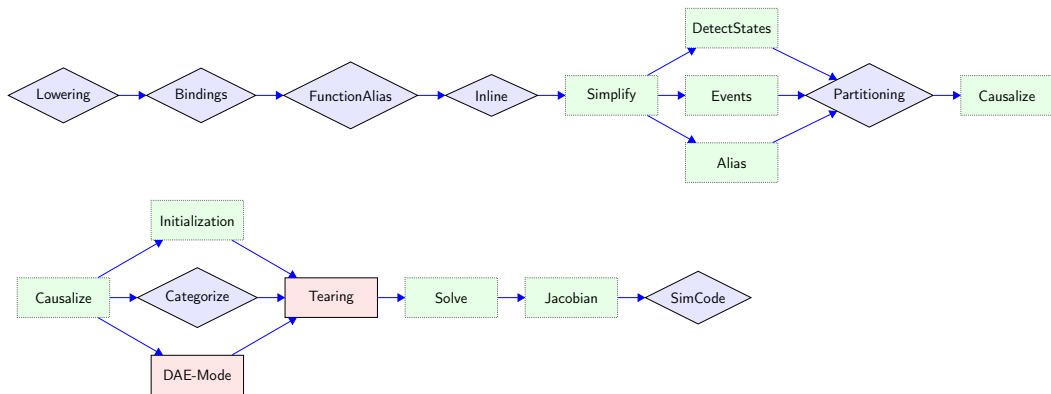 DetectStates
Lowering
Bindings
FunctionAlias
Inline
Simplify
Events
Partitioning
Causalize
Alias
Initialization
Causalize
Categorize
Tearing
Solve
Jacobian
SimCode
DAE-Mode